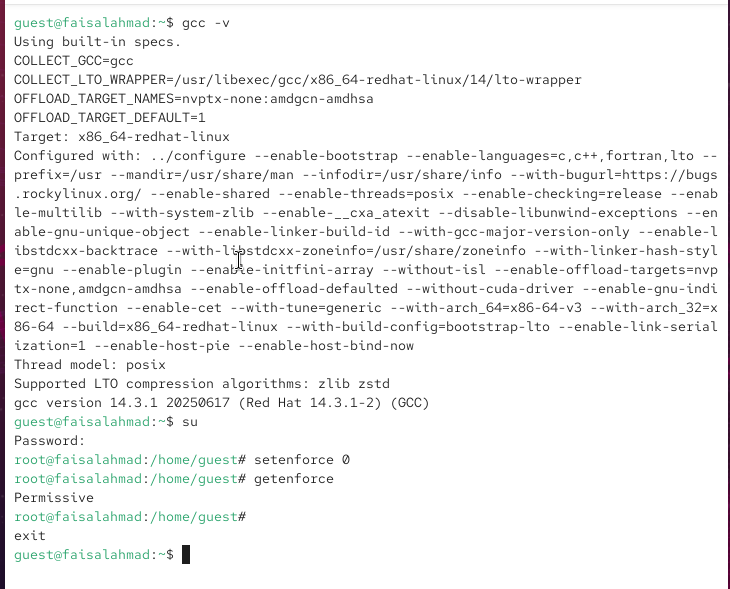 guest@faisalahmad:~$ gcc -v
Using built-in specs.
COLLECT_GCC=gcc
COLLECT_LTO_WRAPPER=/usr/libexec/gcc/x86_64-redhat-linux/14/lto-wrapper
OFFLOAD_TARGET_NAMES=nvptx-none:amdgcn-amdhsa
OFFLOAD_TARGET_DEFAULT=1
Target: x86_64-redhat-linux
Configured with: ../configure --enable-bootstrap --enable-languages=c,c++,fortran,lto --
prefix=/usr --mandir=/usr/share/man --infodir=/usr/share/info --with-bugurl=https://bugs
.rockylinux.org/ --enable-shared --enable-threads=posix --enable-checking=release --enab
le-multilib --with-system-zlib --enable-__cxa_atexit --disable-libunwind-exceptions --en
able-gnu-unique-object --enable-linker-build-id --with-gcc-major-version-only --enable-l
ibstdcxx-backtrace --with-libstdcxx-zoneinfo=/usr/share/zoneinfo --with-linker-hash-styl
e=gnu --enable-plugin --enable-initfini-array --without-isl --enable-offload-targets=nvp
tx-none,amdgcn-amdhsa --enable-offload-defaulted --without-cuda-driver --enable-gnu-indi
rect-function --enable-cet --with-tune=generic --with-arch_64=x86-64-v3 --with-arch_32=x
86-64 --build=x86_64-redhat-linux --with-build-config=bootstrap-lto --enable-link-serial
ization=1 --enable-host-pie --enable-host-bind-now
Thread model: posix
Supported LTO compression algorithms: zlib zstd
gcc version 14.3.1 20250617 (Red Hat 14.3.1-2) (GCC)
guest@faisalahmad:~$ su
Password:
root@faisalahmad:/home/guest# setenforce 0
root@faisalahmad:/home/guest# getenforce
Permissive
root@faisalahmad:/home/guest#
exit
guest@faisalahmad:~$